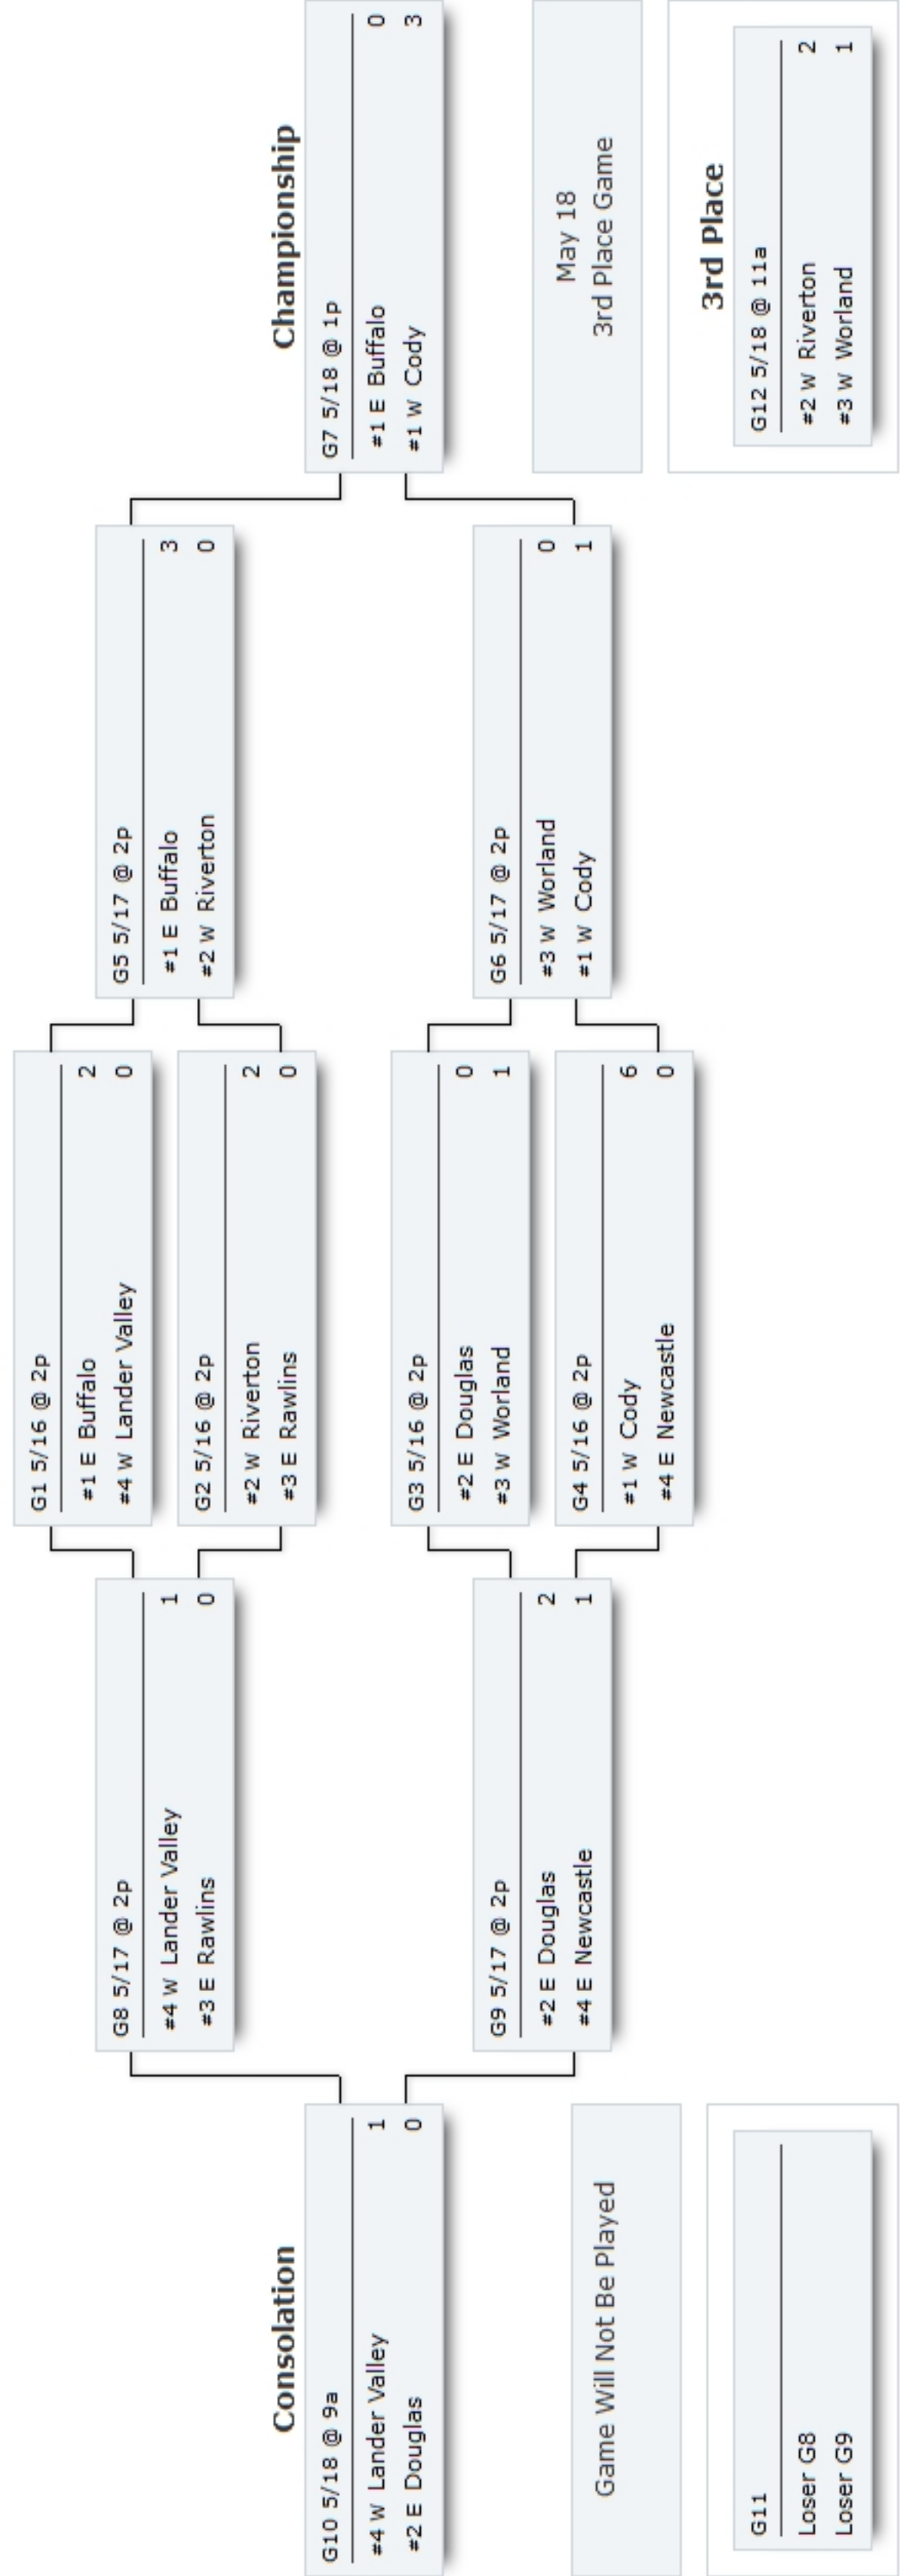 Consolation
G10 5/18 @ 9a
#4 W Lander Valley 1
#2 E Douglas 0
Game Will Not Be Played
G11
Loser G8
Loser G9
G8 5/17 @ 2p
#4 W Lander Valley 1
#3 E Rawlins 0
G9 5/17 @ 2p
#2 E Douglas 2
#4 E Newcastle 1
G1 5/16 @ 2p
#1 E Buffalo 2
#4 W Lander Valley 0
G2 5/16 @ 2p
#2 W Riverton 2
#3 E Rawlins 0
G3 5/16 @ 2p
#2 E Douglas 0
#3 W Worland 1
G4 5/16 @ 2p
#1 W Cody 6
#4 E Newcastle 0
G5 5/17 @ 2p
#1 E Buffalo 3
#2 W Riverton 0
G6 5/17 @ 2p
#3 W Worland 0
#1 W Cody 1
Championship
G7 5/18 @ 1p
#1 E Buffalo 0
#1 W Cody 3
May 18
3rd Place Game
3rd Place
G12 5/18 @ 11a
#2 W Riverton 2
#3 W Worland 1